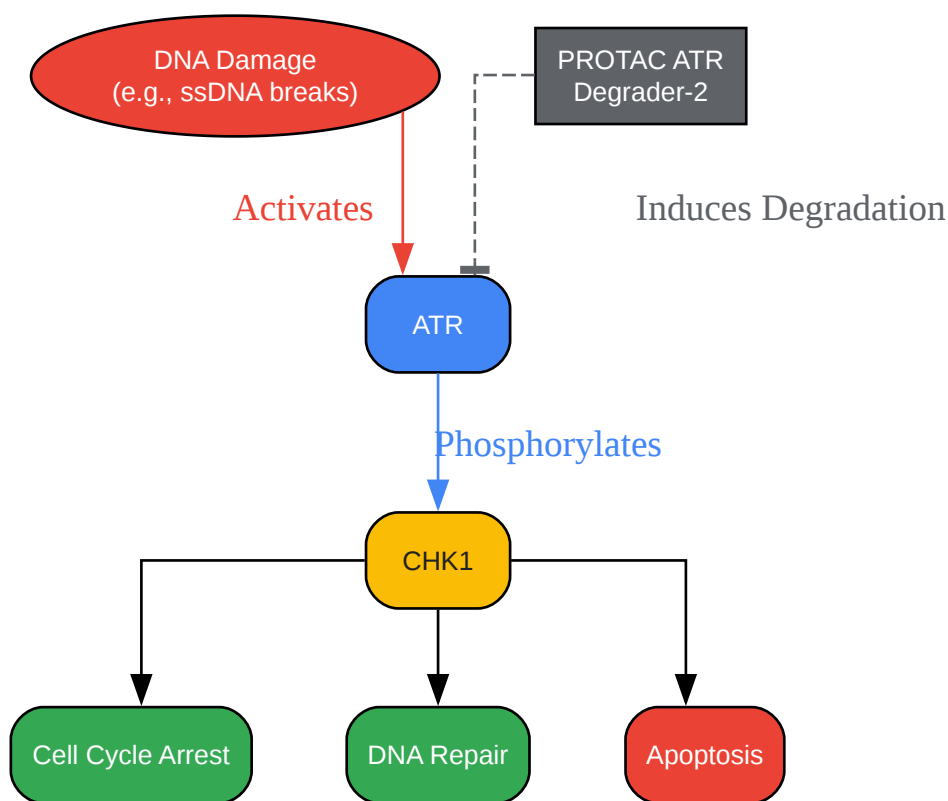 DNA Damage
(e.g., ssDNA breaks)
PROTAC ATR
Degrader-2
Activates
Induces Degradation
ATR
Phosphorylates
CHK1
Cell Cycle Arrest
DNA Repair
Apoptosis